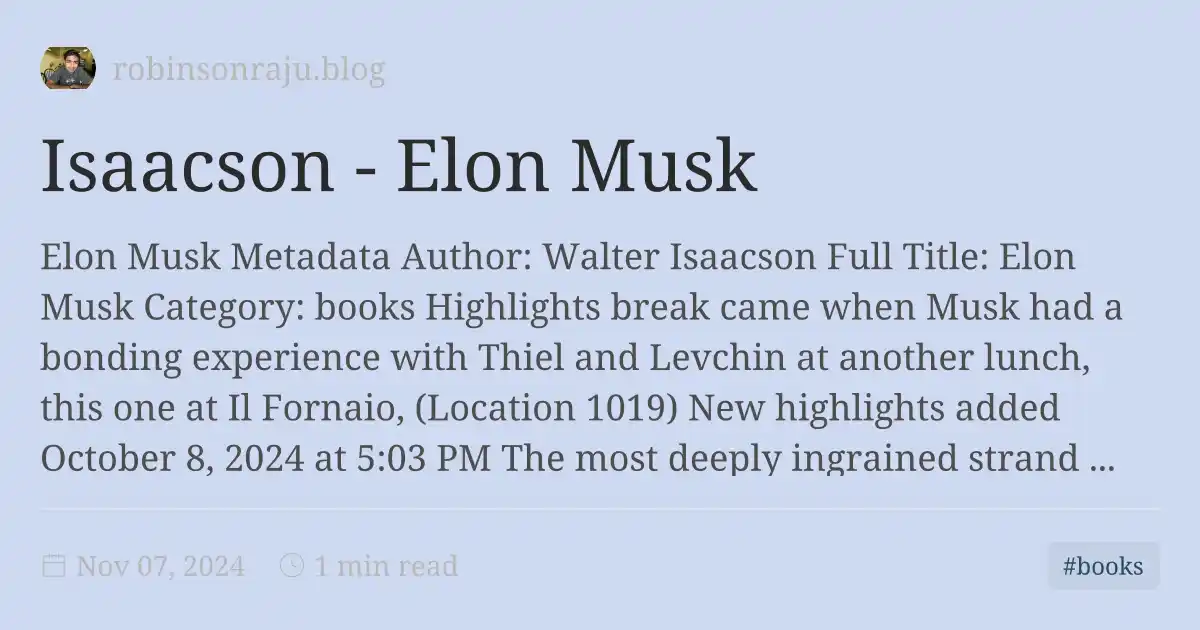 robinsonraju.blog
Isaacson - Elon Musk
Elon Musk Metadata Author: Walter Isaacson Full Title: Elon
Musk Category: books Highlights break came when Musk had a
bonding experience with Thiel and Levchin at another lunch,
this one at Il Fornaio, (Location 1019) New highlights added
October 8, 2024 at 5:03 PM The most deeply ingrained strand ...
Nov 07, 2024 1 min read #books